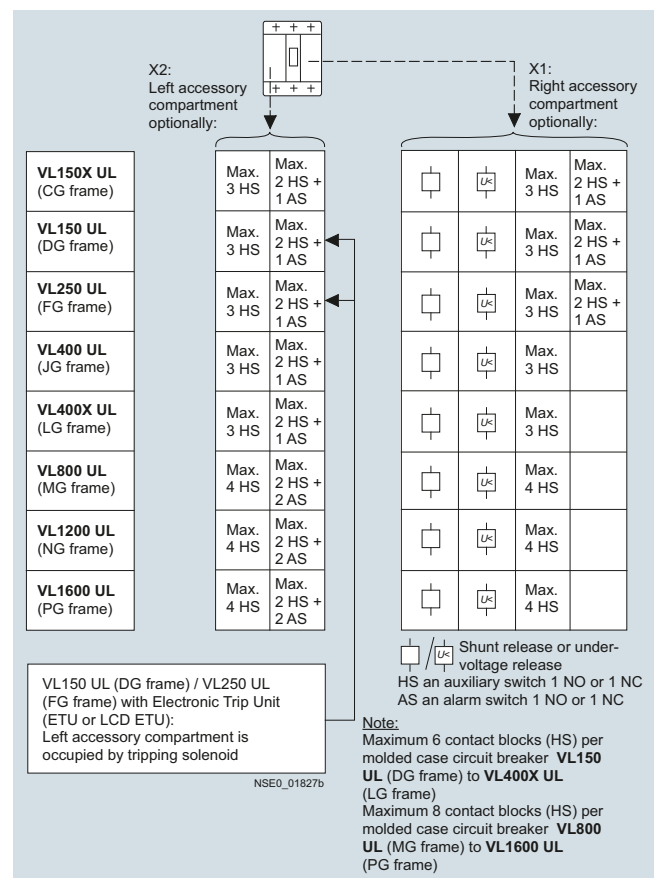 + + +
+ + +
X2:
Left accessory
compartment
optionally:
X1:
Right accessory
compartment
optionally:
VL150X UL
(CG frame)
Max.
3 HS
Max.
2 HS +
1 AS
U<
Max.
3 HS
Max.
2 HS +
1 AS
VL150 UL
(DG frame)
Max.
3 HS
Max.
2 HS +
1 AS
U<
Max.
3 HS
Max.
2 HS +
1 AS
VL250 UL
(FG frame)
Max.
3 HS
Max.
2 HS +
1 AS
U<
Max.
3 HS
Max.
2 HS +
1 AS
VL400 UL
(JG frame)
Max.
3 HS
Max.
2 HS +
1 AS
U<
Max.
3 HS
VL400X UL
(LG frame)
Max.
3 HS
Max.
2 HS +
1 AS
U<
Max.
3 HS
VL800 UL
(MG frame)
Max.
4 HS
Max.
2 HS +
2 AS
U<
Max.
4 HS
VL1200 UL
(NG frame)
Max.
4 HS
Max.
2 HS +
2 AS
U<
Max.
4 HS
VL1600 UL
(PG frame)
Max.
4 HS
Max.
2 HS +
2 AS
U<
Max.
4 HS
VL150 UL (DG frame) / VL250 UL
(FG frame) with Electronic Trip Unit
(ETU or LCD ETU):
Left accessory compartment is
occupied by tripping solenoid
NSE0_01827b
/ U< Shunt release or under-
voltage release
HS an auxiliary switch 1 NO or 1 NC
AS an alarm switch 1 NO or 1 NC
Note:
Maximum 6 contact blocks (HS) per
molded case circuit breaker VL150
UL (DG frame) to VL400X UL
(LG frame)
Maximum 8 contact blocks (HS) per
molded case circuit breaker VL800
UL (MG frame) to VL1600 UL
(PG frame)